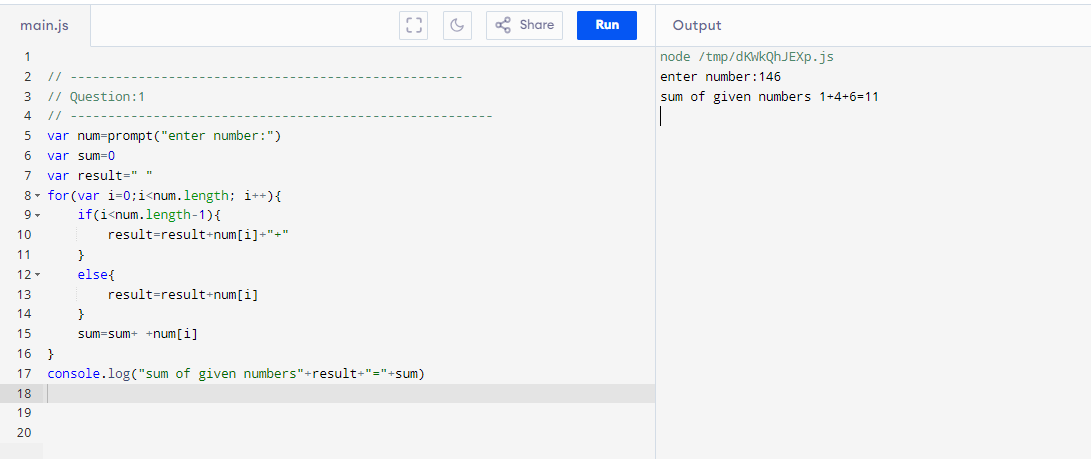 main.js
Share
Run
Output
1
2 // ----------------------------------------------------
3 // Question:1
4 // --------------------------------------------------------
5 var num=prompt("enter number:")
6 var sum=0
7 var result=" "
8 for(var i=0;i<num.length; i++){
9 if(i<num.length-1){
10 result=result+num[i]+"+"
11 }
12 else{
13 result=result+num[i]
14 }
15 sum=sum+ +num[i]
16 }
17 console.log("sum of given numbers"+result+"="+sum)
18
19
20
node /tmp/dKWkQhJEXp.js
enter number:146
sum of given numbers 1+4+6=11